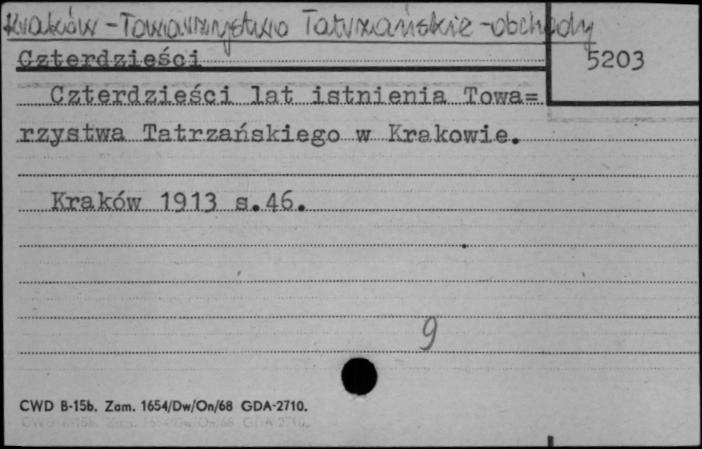 Kraków - Towarzystwo Tatrzańskie - obchody
Czterdzieści
5203
Czterdzieści lat istnienia Towa=
rzystwa Tatrzańskiego w Krakowie.
Kraków 1913 s.46.
9
CWD B-15b. Zam. 1654/Dw/On/68 GDA-2710.